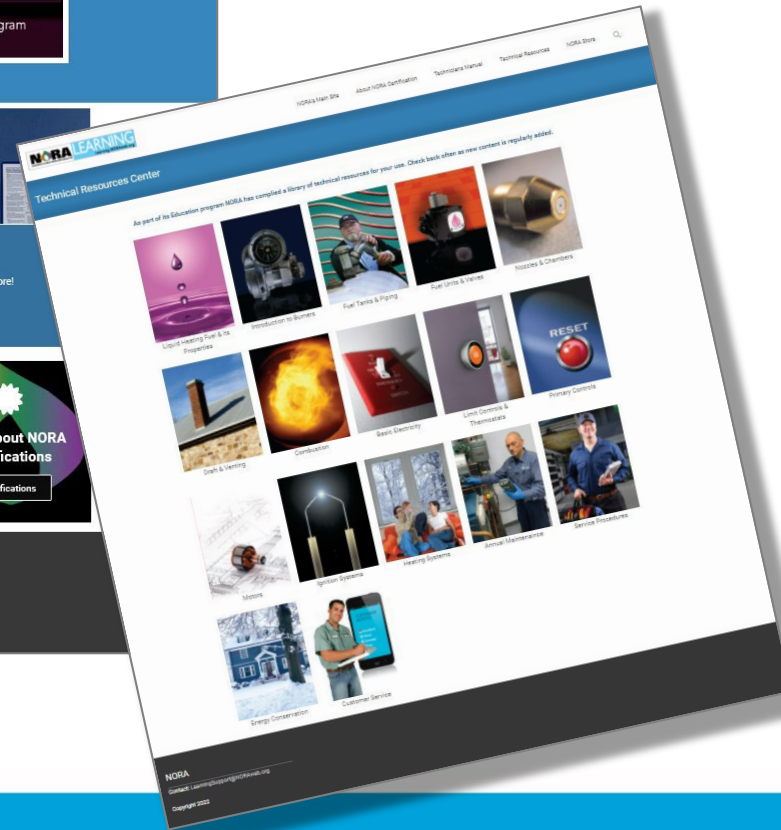 gram
ore!
out NORA
fications
fications
NORA's Main Site
About NORA Certification
Technicians Manual
Technical Resources
NORA Store
NORA LEARNING
Technical Resources Center
As part of its Education program NORA has complied a library of technical resources for your use. Check back often as new content is regularly added.
Liquid Heating Fuel & Its
Properties
Introduction to Burners
Fuel Tanks & Piping
Fuel Units & Valves
Nozzles & Chambers
Draft & Venting
Combustion
Basic Electricity
Limit Controls &
Thermostats
RESET
Primary Controls
Motors
Ignition Systems
Heating Systems
Annual Maintenance
Service Procedures
Energy Conservation
Customer Service
NORA
Contact: LearningSupport@NORAweb.org
Copyright 2022